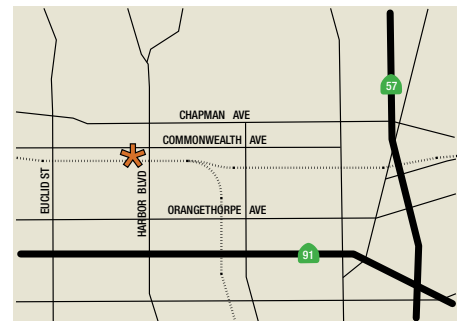 57
CHAPMAN AVE
COMMONWEALTH AVE
EUCLID ST
HARBOR BLVD
ORANGETHORPE AVE
91